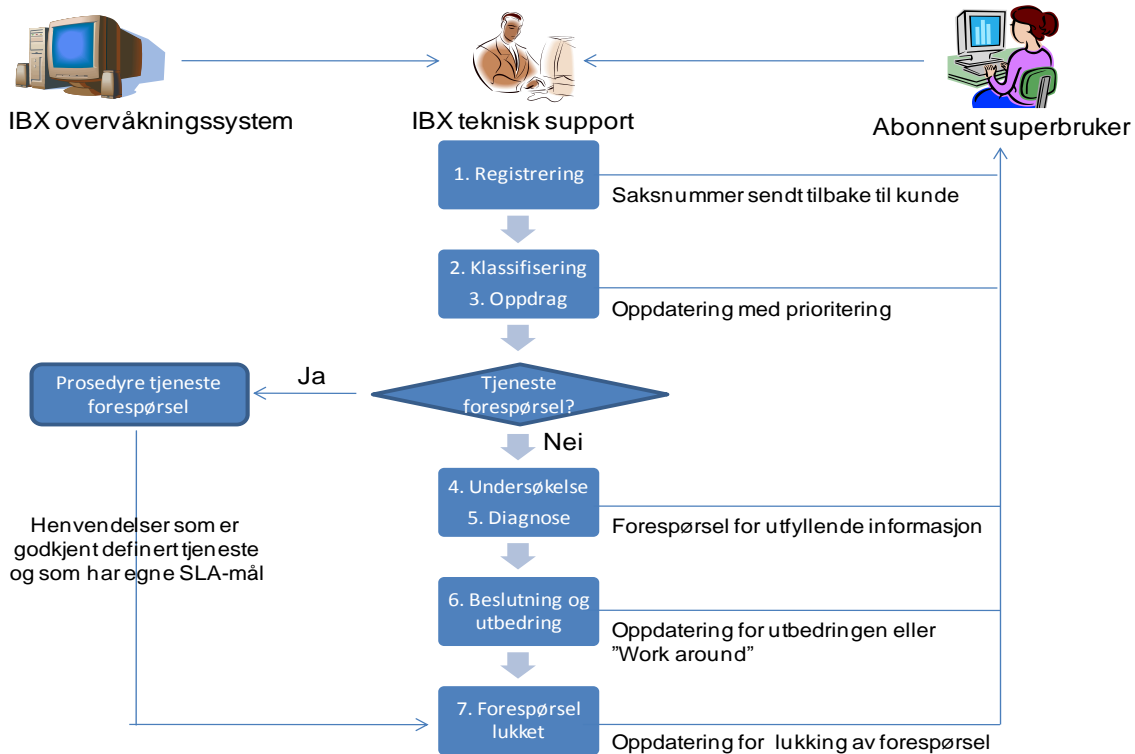 IBX overvåkningssystem
IBX teknisk support
Abonnent superbruker
1. Registrering
Saksnummer sendt tilbake til kunde
2. Klassifisering
3. Oppdrag
Oppdatering med prioritering
Tjeneste
forespørsel?
Ja
Prosedyre tjeneste
forespørsel
Nei
4. Undersøkelse
5. Diagnose
Forespørsel for utfyllende informasjon
Henvendelser som er
godkjent definert tjeneste
og som har egne SLA-mål
6. Beslutning og
utbedring
Oppdatering for utbedringen eller
”Work around”
7. Forespørsel
lukket
Oppdatering for lukking av forespørsel